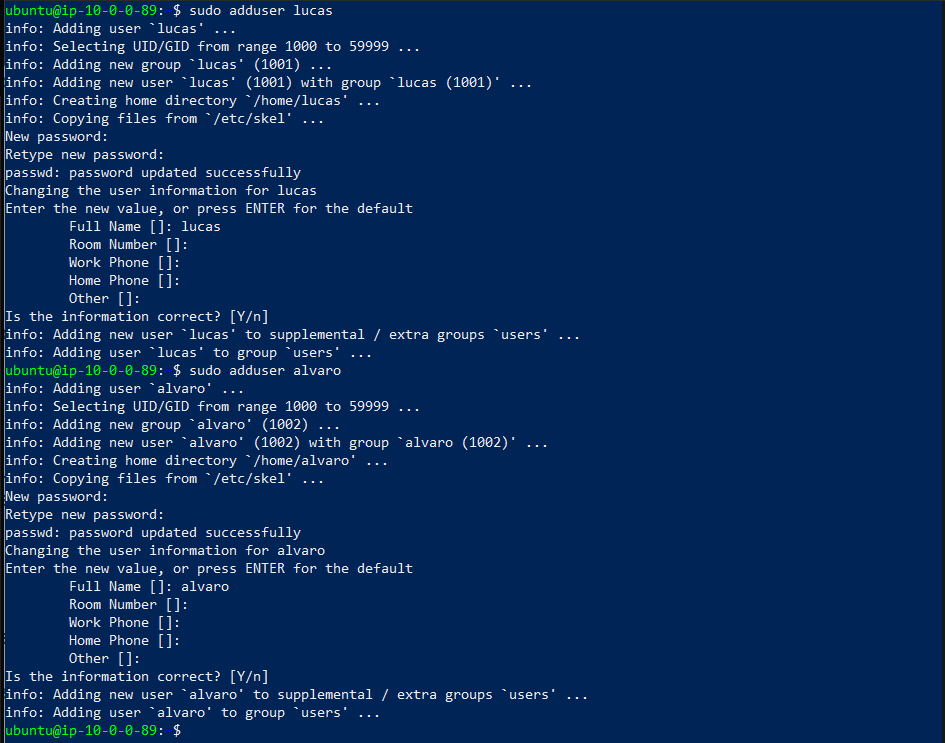 ubuntu@ip-10-0-0-89: $ sudo adduser lucas
info: Adding user `lucas' ...
info: Selecting UID/GID from range 1000 to 59999 ...
info: Adding new group `lucas' (1001) ...
info: Adding new user `lucas' (1001) with group `lucas (1001)' ...
info: Creating home directory `/home/lucas' ...
info: Copying files from `/etc/skel' ...
New password:
Retype new password:
passwd: password updated successfully
Changing the user information for lucas
Enter the new value, or press ENTER for the default
        Full Name []: lucas
        Room Number []:
        Work Phone []:
        Home Phone []:
        Other []:
Is the information correct? [Y/n]
info: Adding new user `lucas' to supplemental / extra groups `users' ...
info: Adding user `lucas' to group `users' ...
ubuntu@ip-10-0-0-89: $ sudo adduser alvaro
info: Adding user `alvaro' ...
info: Selecting UID/GID from range 1000 to 59999 ...
info: Adding new group `alvaro' (1002) ...
info: Adding new user `alvaro' (1002) with group `alvaro (1002)' ...
info: Creating home directory `/home/alvaro' ...
info: Copying files from `/etc/skel' ...
New password:
Retype new password:
passwd: password updated successfully
Changing the user information for alvaro
Enter the new value, or press ENTER for the default
        Full Name []: alvaro
        Room Number []:
        Work Phone []:
        Home Phone []:
        Other []:
Is the information correct? [Y/n]
info: Adding new user `alvaro' to supplemental / extra groups `users' ...
info: Adding user `alvaro' to group `users' ...
ubuntu@ip-10-0-0-89: $